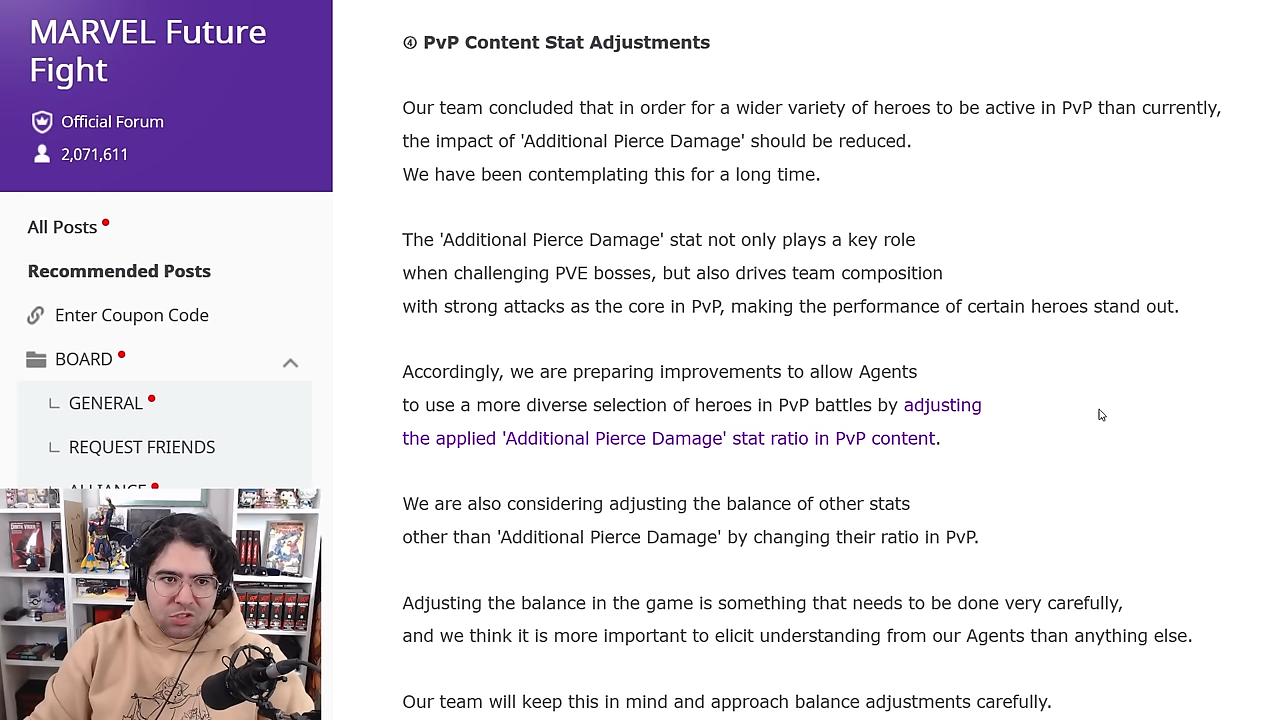 MARVEL Future
Fight
Official Forum
2,071,611
All Posts
Recommended Posts
Enter Coupon Code
BOARD
GENERAL
REQUEST FRIENDS
ALLIANCE
④ PvP Content Stat Adjustments
Our team concluded that in order for a wider variety of heroes to be active in PvP than currently,
the impact of 'Additional Pierce Damage' should be reduced.
We have been contemplating this for a long time.
The 'Additional Pierce Damage' stat not only plays a key role
when challenging PVE bosses, but also drives team composition
with strong attacks as the core in PvP, making the performance of certain heroes stand out.
Accordingly, we are preparing improvements to allow Agents
to use a more diverse selection of heroes in PvP battles by adjusting
the applied 'Additional Pierce Damage' stat ratio in PvP content.
We are also considering adjusting the balance of other stats
other than 'Additional Pierce Damage' by changing their ratio in PvP.
Adjusting the balance in the game is something that needs to be done very carefully,
and we think it is more important to elicit understanding from our Agents than anything else.
Our team will keep this in mind and approach balance adjustments carefully.